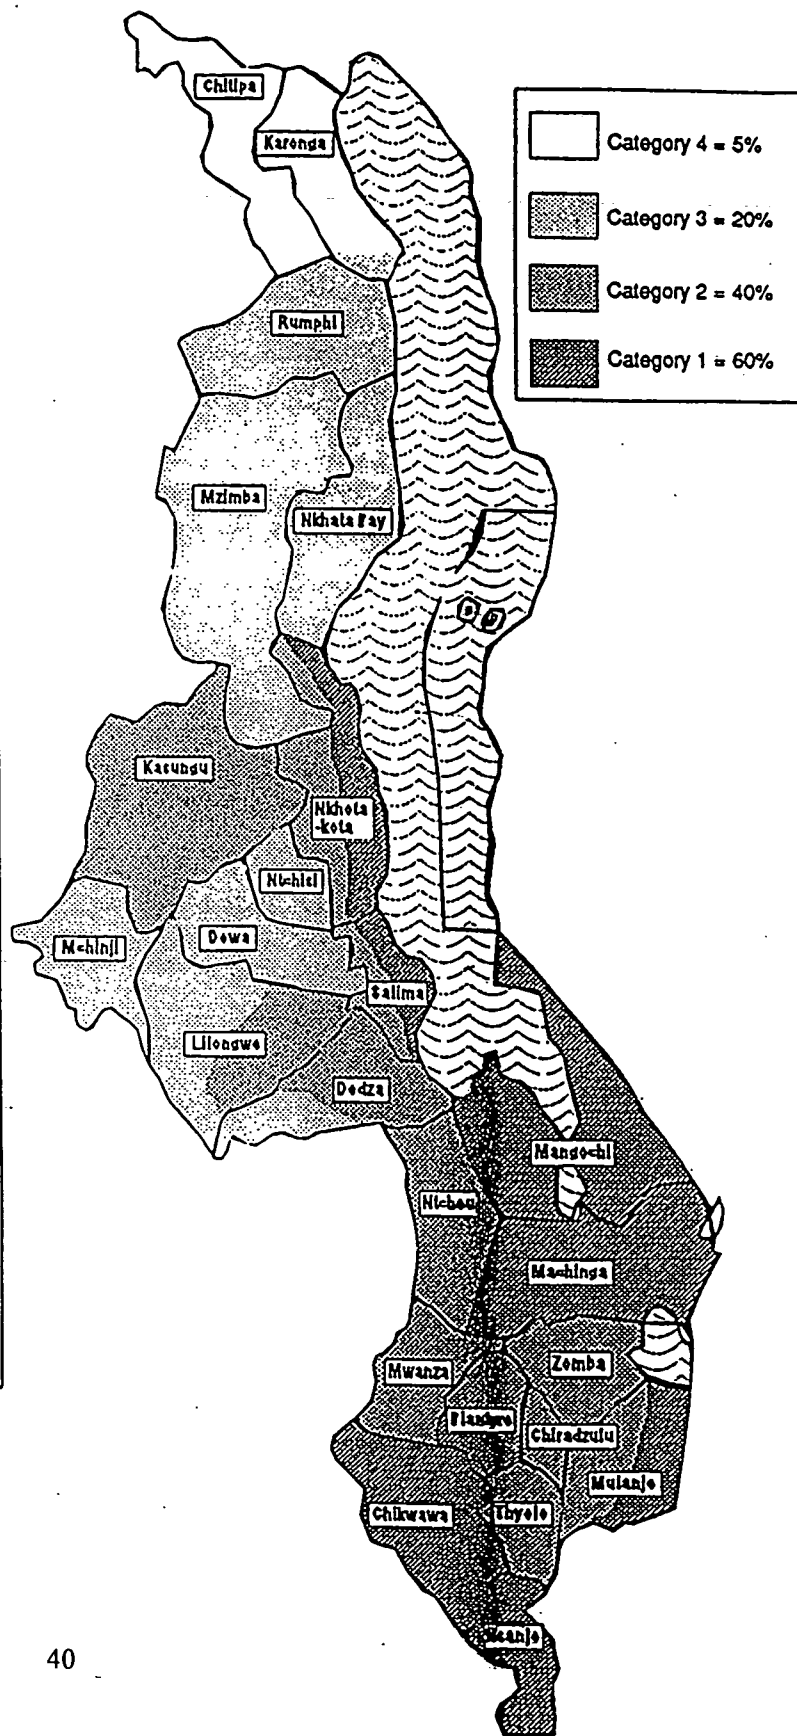 Chitipa
Karonga
Category 4 = 5%
Category 3 = 20%
Category 2 = 40%
Category 1 = 60%
Rumphi
Mzimba
Nkhata Bay
Kasungu
Nkhota
-kota
Ntchisi
Dowa
Mchinji
Salima
Lilongwe
Dedza
Mangochi
Ntcheu
Machinga
Zomba
Mwanza
Blantyre
Chiradzulu
Mulanje
Chikwawa
Thyolo
Nsanje
40